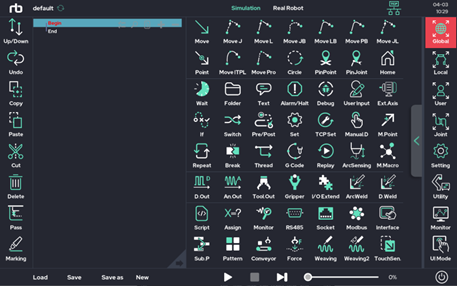 rb default Simulation Real Robot 04-03
10:29
Begin
End
Up/Down
Undo
Copy
Paste
Cut
Delete
Pass
Marking
Move Move J Move L Move JB Move LB Move PB Move JL
Point Move ITPL Move Pro Circle PinPoint PinJoint Home
Wait Folder Text Alarm/Halt Debug User Input Ext.Axis
If Switch Pre/Post Set TCP Set Manual.D M.Point
Repeat Break Thread G Code Replay ArcSensing M.Macro
D.Out An.Out Tool.Out Gripper I/O Extend ArcWeld D.Weld
Script Assign Monitor RS485 Socket Modbus Interface
Sub.P Pattern Conveyor Force Weaving Weaving2 TouchSen.
Global
Local
User
Joint
Setting
Utility
Monitor
UI Mode
Load Save Save as New 0%